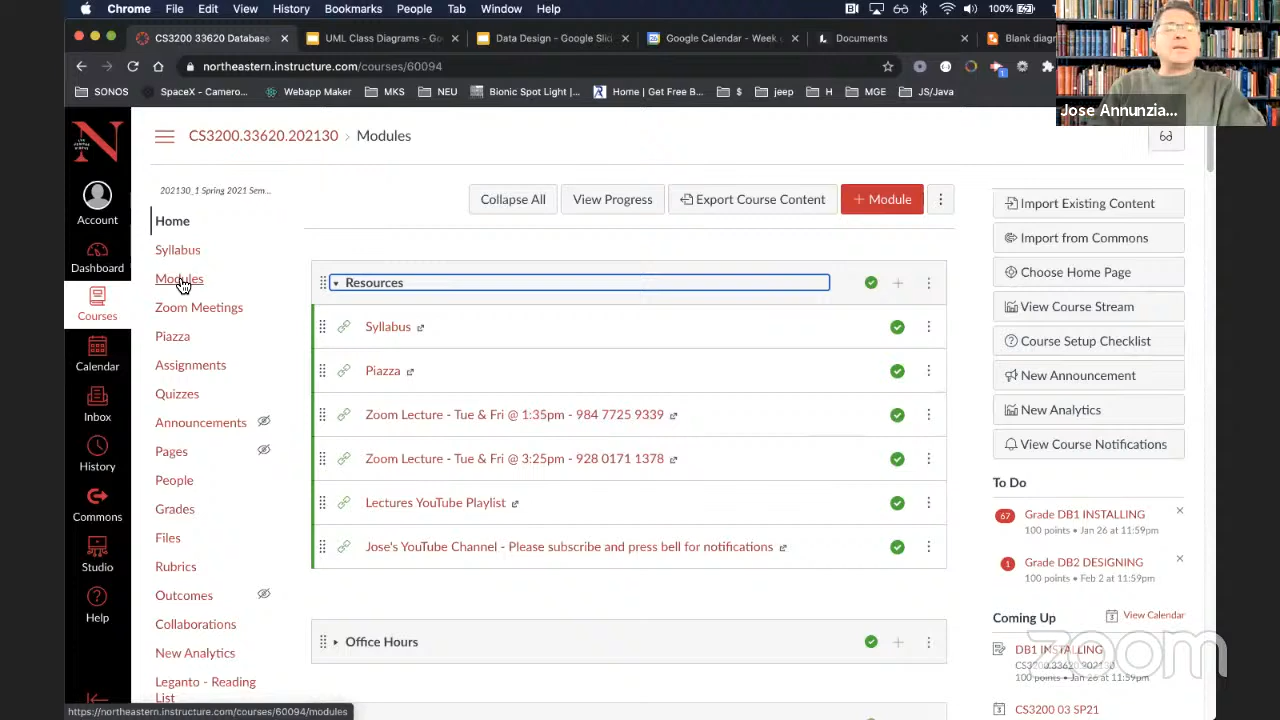 Chrome File Edit View History Bookmarks People Tab Window Help 100%
CS3200 33620 Database
UML Class Diagra
Google Sli
Google Calendar - Week
Documents
Blank diagr
northeastern.instructure.com/courses/60094
SONOS SpaceX - Camero... Webapp Maker MKS NEU Bionic Spot Light |... Home | Get Free B... $ jeep H MGE JS/Java
Jose Annunzia...
CS3200.33620.202130 › Modules
202130_1 Spring 2021 Sem...
Account
Dashboard
Courses
Calendar
Inbox
History
Commons
Studio
Help
Home
Syllabus
Modules
Zoom Meetings
Piazza
Assignments
Quizzes
Announcements
Pages
People
Grades
Files
Rubrics
Outcomes
Collaborations
New Analytics
Leganto - Reading
List
Collapse All View Progress Export Course Content + Module
Resources
Syllabus
Piazza
Zoom Lecture - Tue & Fri @ 1:35pm - 984 7725 9339
Zoom Lecture - Tue & Fri @ 3:25pm - 928 0171 1378
Lectures YouTube Playlist
Jose's YouTube Channel - Please subscribe and press bell for notifications
Office Hours
Import Existing Content
Import from Commons
Choose Home Page
View Course Stream
Course Setup Checklist
New Announcement
New Analytics
View Course Notifications
To Do
67 Grade DB1 INSTALLING
100 points • Jan 26 at 11:59pm
1 Grade DB2 DESIGNING
100 points • Feb 2 at 11:59pm
Coming Up View Calendar
DB1 INSTALLING
CS3200.33620.202130
100 points • Jan 26 at 11:59pm
CS3200 03 SP21
zoom
https://northeastern.instructure.com/courses/60094/modules